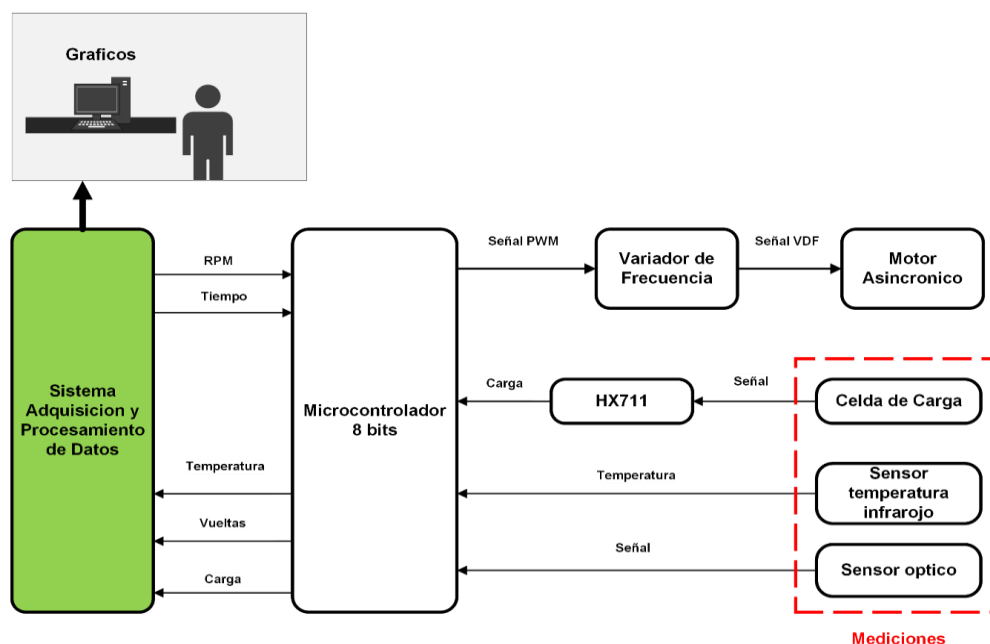 Graficos
RPM
Tiempo
Sistema
Adquisicion y
Procesamiento
de Datos
Temperatura
Vueltas
Carga
Microcontrolador
8 bits
Señal PWM
Variador de
Frecuencia
Señal VDF
Motor
Asincronico
Carga
HX711
Señal
Celda de Carga
Temperatura
Sensor
temperatura
infrarojo
Señal
Sensor optico
Mediciones